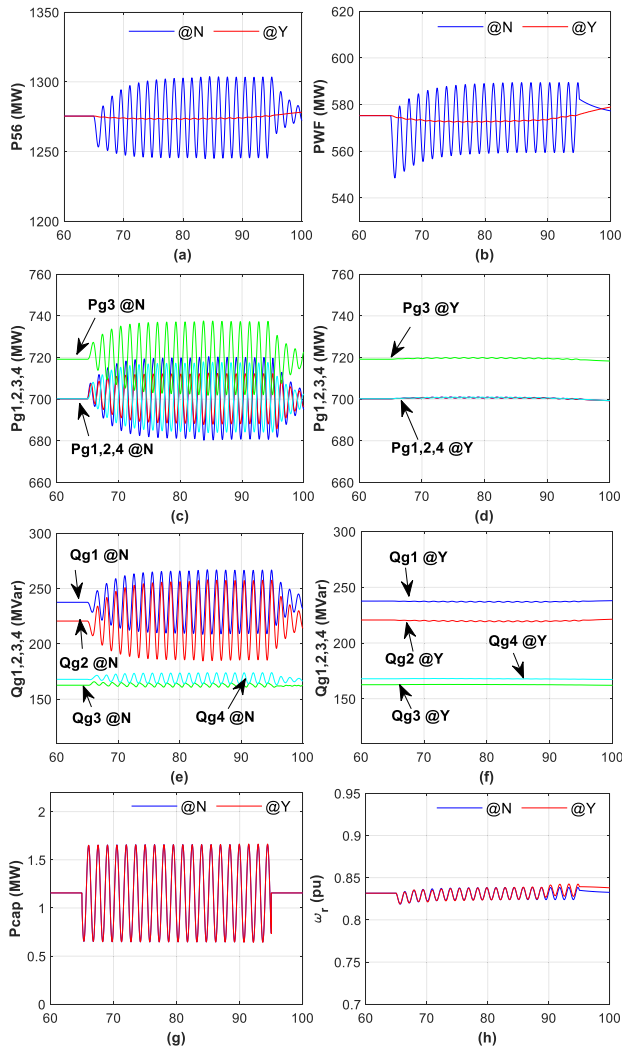 1350
@N
@Y
1300
1250
1200
P56 (MW)
60
70
80
90
100
(a)
620
@N
@Y
600
580
560
540
PWF (MW)
60
70
80
90
100
(b)
760
740
720
700
680
660
Pg1,2,3,4 (MW)
Pg3 @N
Pg1,2,4 @N
60
70
80
90
100
(c)
760
740
720
700
680
660
Pg1,2,3,4 (MW)
Pg3 @Y
Pg1,2,4 @Y
60
70
80
90
100
(d)
300
250
200
150
Qg1,2,3,4 (MVar)
Qg1 @N
Qg2 @N
Qg3 @N
Qg4 @N
60
70
80
90
100
(e)
300
250
200
150
Qg1,2,3,4 (MVar)
Qg1 @Y
Qg4 @Y
Qg2 @Y
Qg3 @Y
60
70
80
90
100
(f)
2
@N
@Y
1.5
1
0.5
0
Pcap (MW)
60
70
80
90
100
(g)
0.95
@N
@Y
0.9
0.85
0.8
0.75
0.7
ω_r (pu)
60
70
80
90
100
(h)